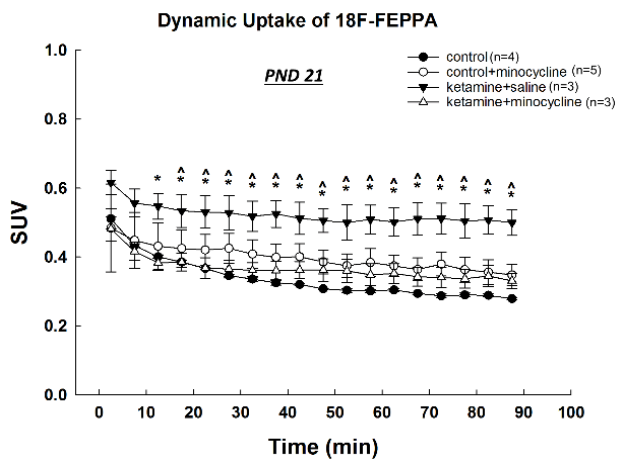 Dynamic Uptake of 18F-FEPPA
1.0
0.8
0.6
0.4
0.2
0.0
SUV
PND 21
control (n=4)
control+minocycline (n=5)
ketamine+saline (n=3)
ketamine+minocycline (n=3)
^ ^ ^ ^ ^ ^ ^ ^ ^ ^ ^ ^ ^ ^ ^
* * * * * * * * * * * * * * * *
0 10 20 30 40 50 60 70 80 90 100
Time (min)